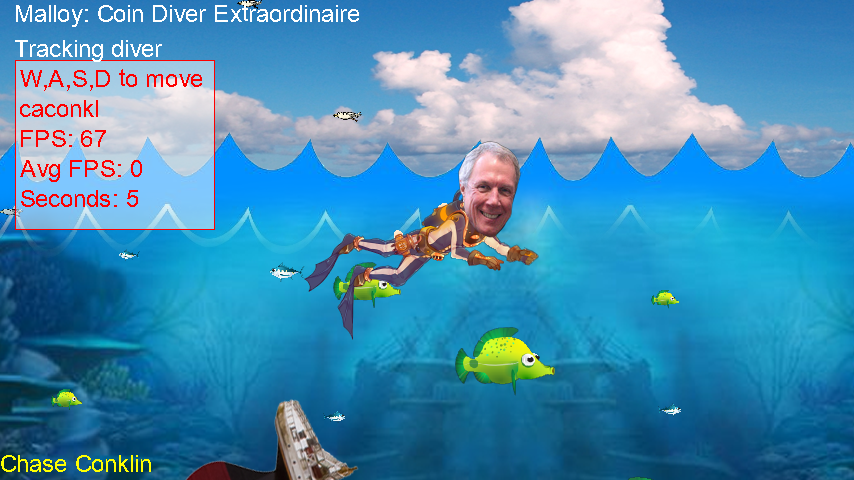 Malloy: Coin Diver Extraordinaire
Tracking diver
W,A,S,D to move
caconkl
FPS: 67
Avg FPS: 0
Seconds: 5
Chase Conklin